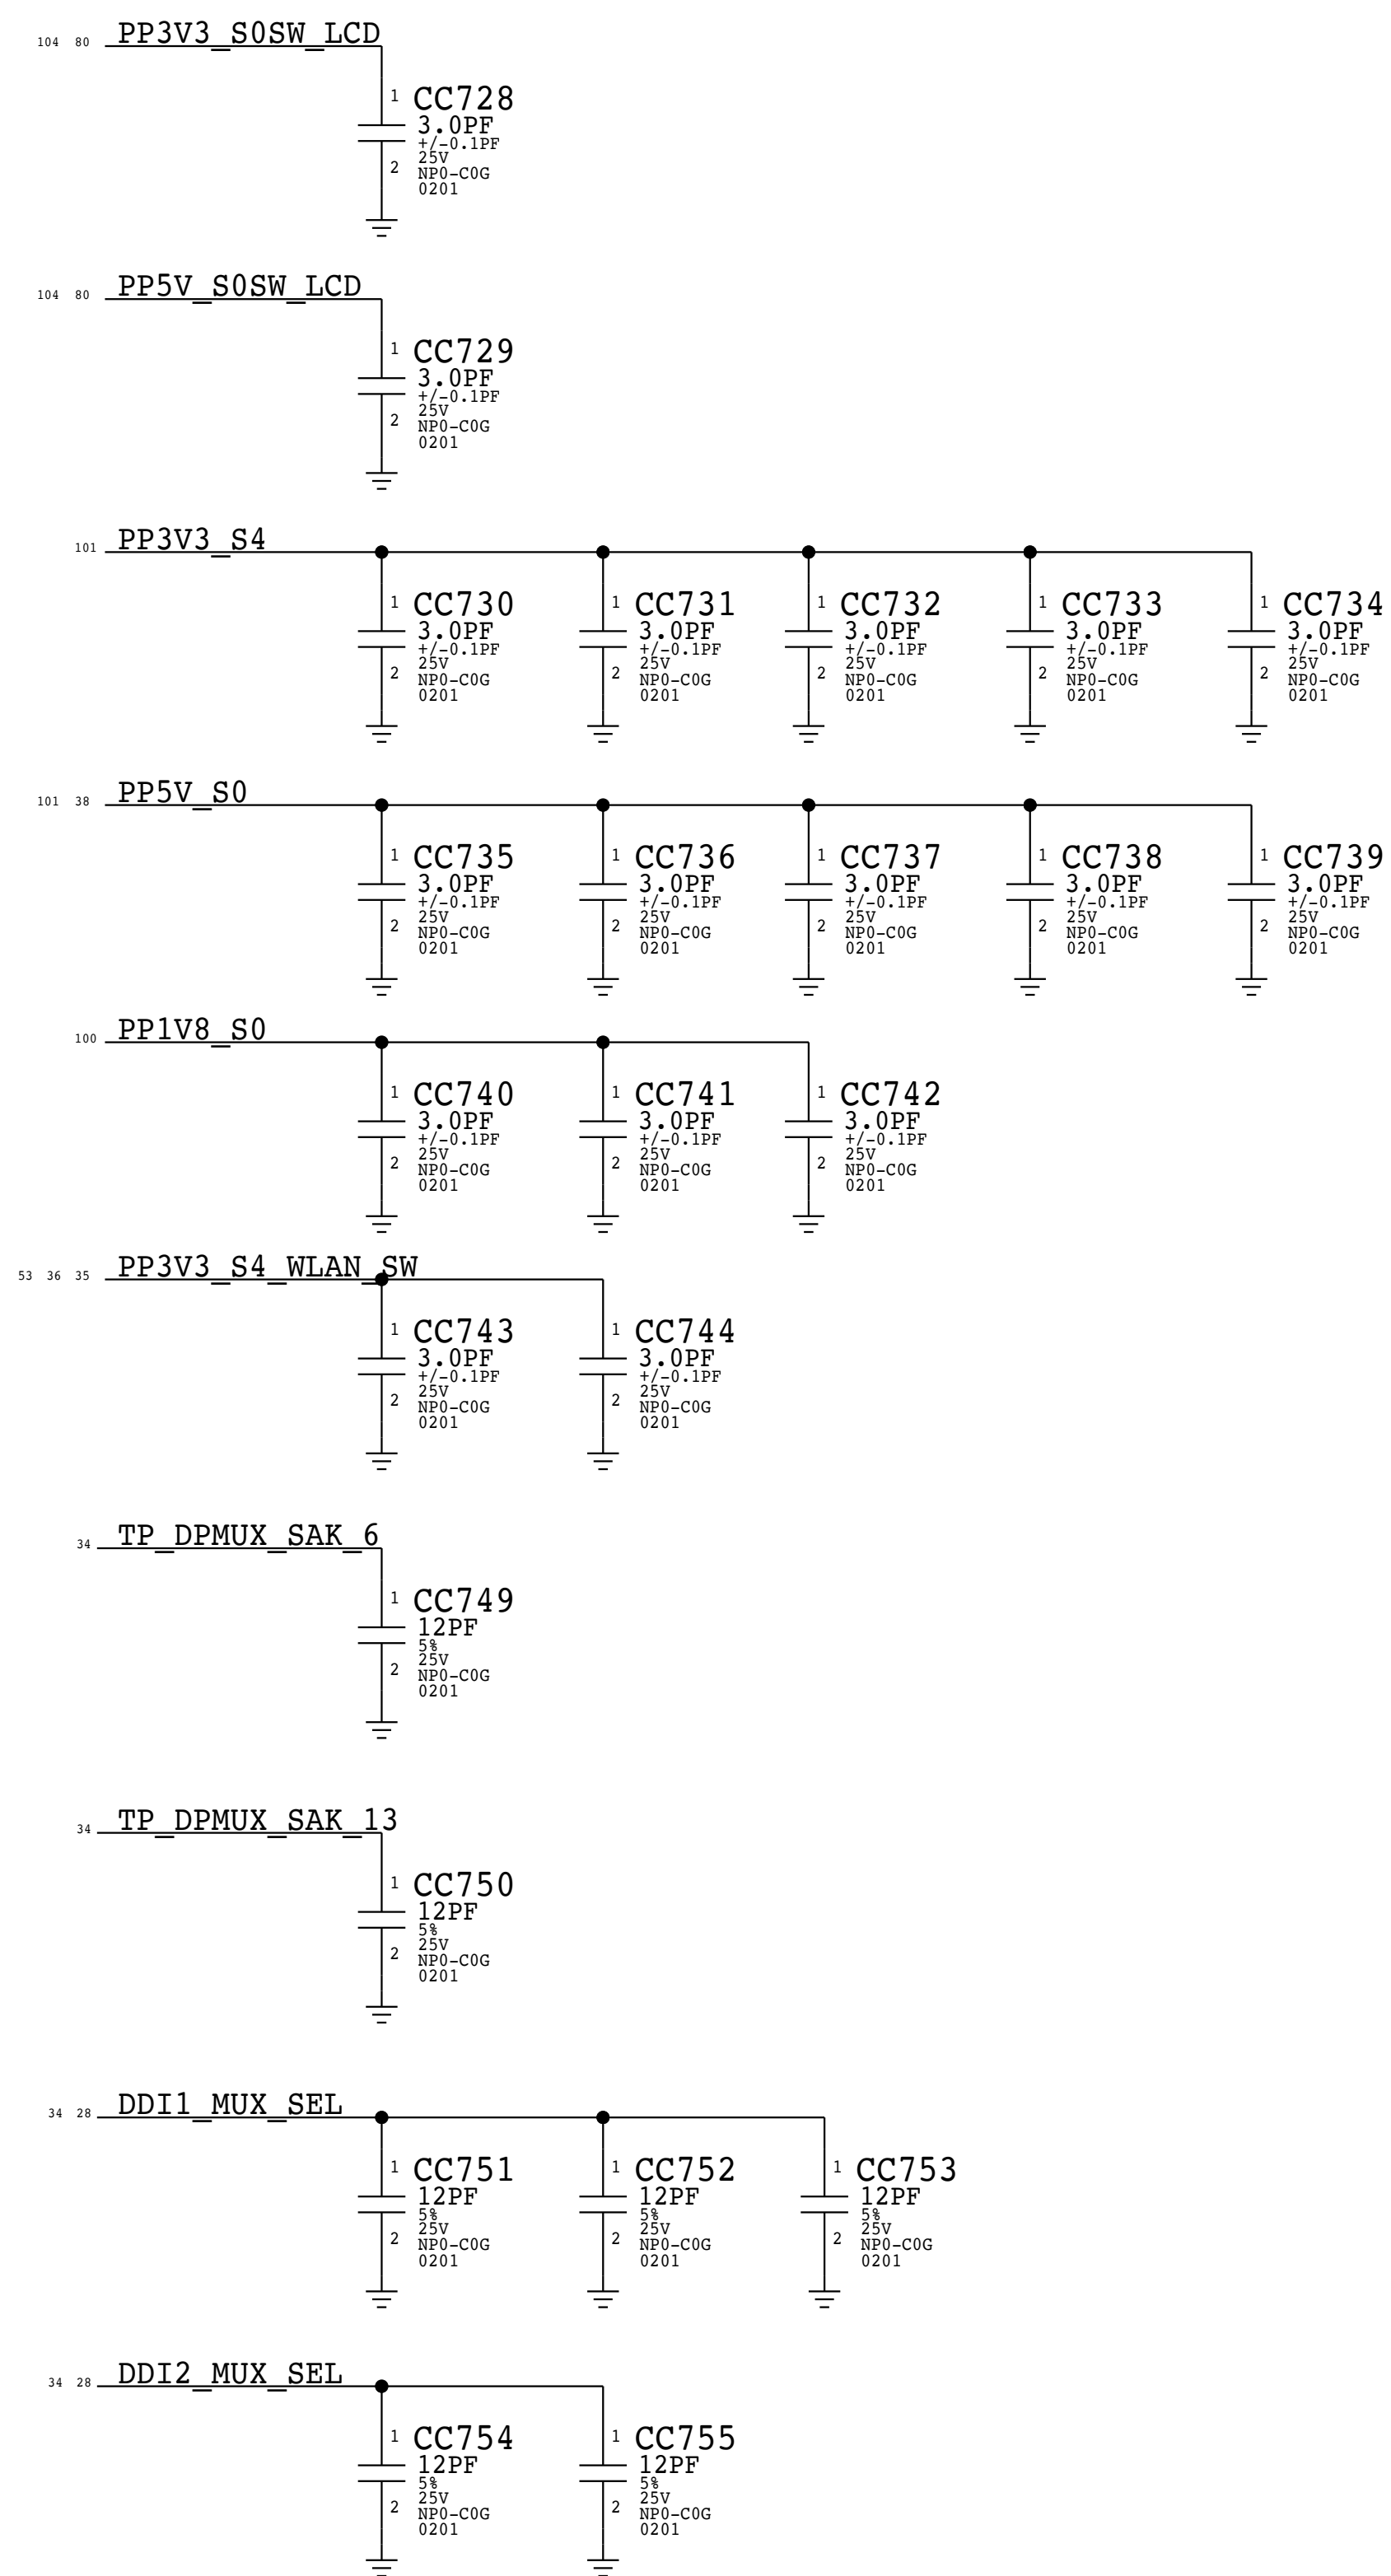 104 80 PP3V3_S0SW_LCD
1 CC728
3.0PF
+/-0.1PF
25V
2 NP0-C0G
0201
104 80 PP5V_S0SW_LCD
1 CC729
3.0PF
+/-0.1PF
25V
2 NP0-C0G
0201
101 PP3V3_S4
1 CC730 1 CC731 1 CC732 1 CC733 1 CC734
3.0PF 3.0PF 3.0PF 3.0PF 3.0PF
+/-0.1PF +/-0.1PF +/-0.1PF +/-0.1PF +/-0.1PF
25V 25V 25V 25V 25V
2 NP0-C0G 2 NP0-C0G 2 NP0-C0G 2 NP0-C0G 2 NP0-C0G
0201 0201 0201 0201 0201
101 38 PP5V_S0
1 CC735 1 CC736 1 CC737 1 CC738 1 CC739
3.0PF 3.0PF 3.0PF 3.0PF 3.0PF
+/-0.1PF +/-0.1PF +/-0.1PF +/-0.1PF +/-0.1PF
25V 25V 25V 25V 25V
2 NP0-C0G 2 NP0-C0G 2 NP0-C0G 2 NP0-C0G 2 NP0-C0G
0201 0201 0201 0201 0201
100 PP1V8_S0
1 CC740 1 CC741 1 CC742
3.0PF 3.0PF 3.0PF
+/-0.1PF +/-0.1PF +/-0.1PF
25V 25V 25V
2 NP0-C0G 2 NP0-C0G 2 NP0-C0G
0201 0201 0201
53 36 35 PP3V3_S4_WLAN_SW
1 CC743 1 CC744
3.0PF 3.0PF
+/-0.1PF +/-0.1PF
25V 25V
2 NP0-C0G 2 NP0-C0G
0201 0201
34 TP_DPMUX_SAK_6
1 CC749
12PF
5%
25V
2 NP0-C0G
0201
34 TP_DPMUX_SAK_13
1 CC750
12PF
5%
25V
2 NP0-C0G
0201
34 28 DDI1_MUX_SEL
1 CC751 1 CC752 1 CC753
12PF 12PF 12PF
5% 5% 5%
25V 25V 25V
2 NP0-C0G 2 NP0-C0G 2 NP0-C0G
0201 0201 0201
34 28 DDI2_MUX_SEL
1 CC754 1 CC755
12PF 12PF
5% 5%
25V 25V
2 NP0-C0G 2 NP0-C0G
0201 0201